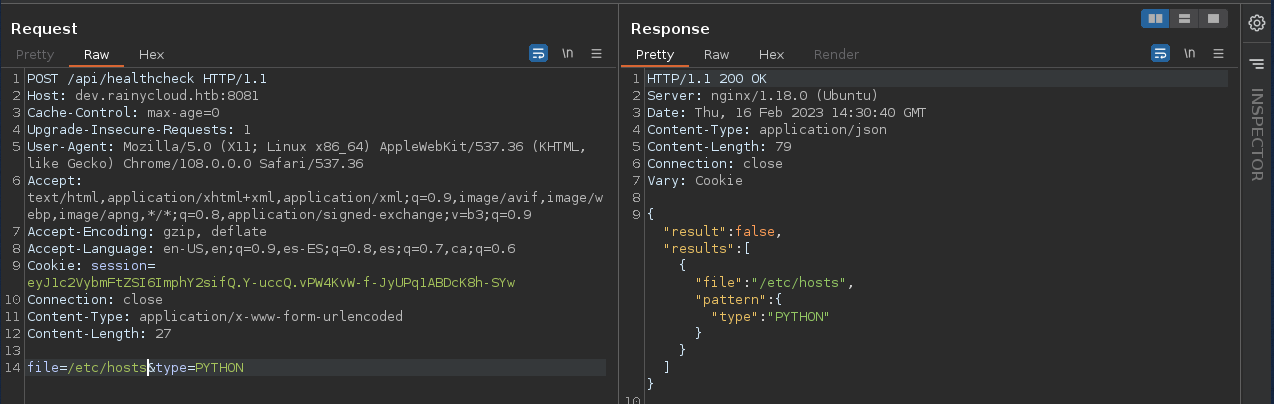 Request
Pretty Raw Hex \n
1 POST /api/healthcheck HTTP/1.1
2 Host: dev.rainycloud.htb:8081
3 Cache-Control: max-age=0
4 Upgrade-Insecure-Requests: 1
5 User-Agent: Mozilla/5.0 (X11; Linux x86_64) AppleWebKit/537.36 (KHTML,
like Gecko) Chrome/108.0.0.0 Safari/537.36
6 Accept:
text/html,application/xhtml+xml,application/xml;q=0.9,image/avif,image/w
ebp,image/apng,*/*;q=0.8,application/signed-exchange;v=b3;q=0.9
7 Accept-Encoding: gzip, deflate
8 Accept-Language: en-US,en;q=0.9,es-ES;q=0.8,es;q=0.7,ca;q=0.6
9 Cookie: session=
eyJ1c2VybmFtZSI6ImphY2sifQ.Y-uccQ.vPW4KvW-f-JyUPq1ABDcK8h-SYw
10 Connection: close
11 Content-Type: application/x-www-form-urlencoded
12 Content-Length: 27
13
14 file=/etc/hosts&type=PYTHON
Response
Pretty Raw Hex Render \n
1 HTTP/1.1 200 OK
2 Server: nginx/1.18.0 (Ubuntu)
3 Date: Thu, 16 Feb 2023 14:30:40 GMT
4 Content-Type: application/json
5 Content-Length: 79
6 Connection: close
7 Vary: Cookie
8
9 {
"result":false,
"results":[
{
"file":"/etc/hosts",
"pattern":{
"type":"PYTHON"
}
}
]
}
10
INSPECTOR